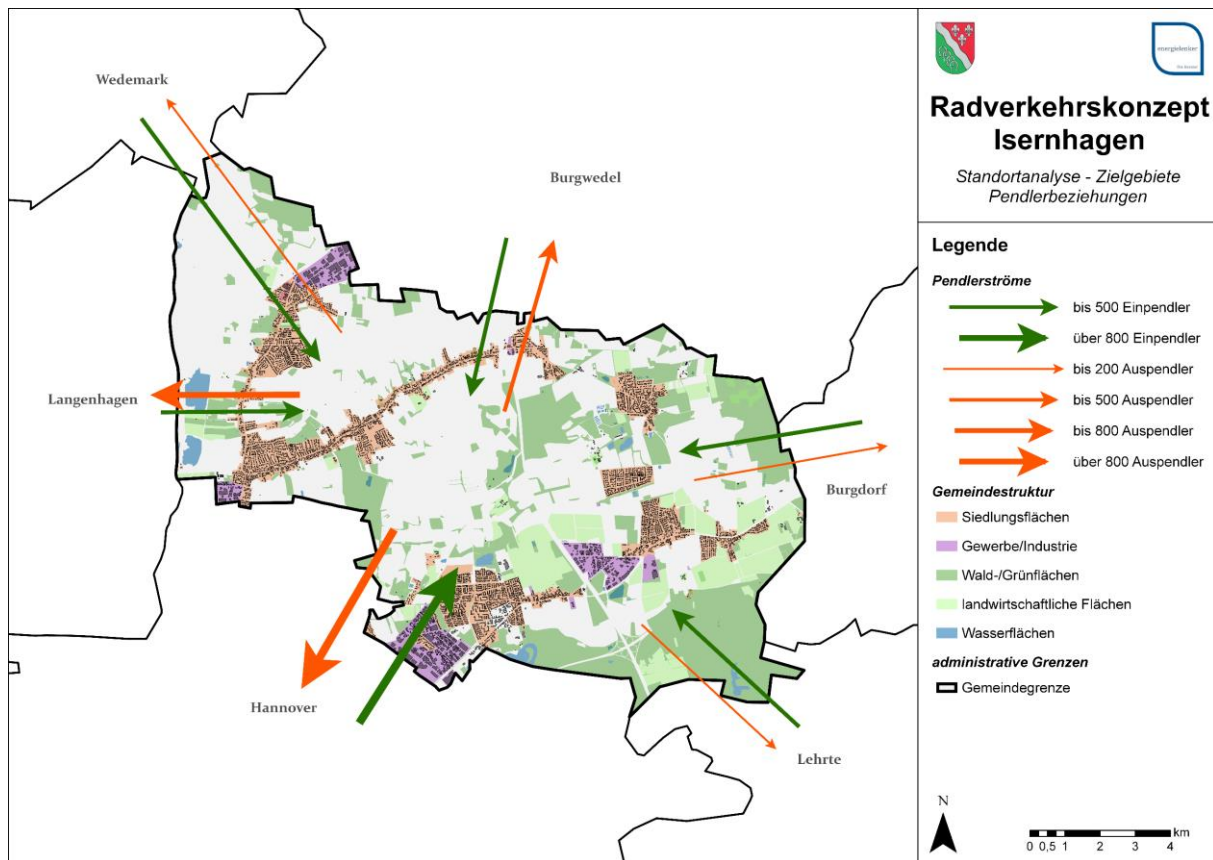 Wedemark
Burgwedel
Langenhagen
Burgdorf
Hannover
Lehrte
energielenker
Radverkehrskonzept
Isernhagen
Standortanalyse - Zielgebiete
Pendlerbeziehungen
Legende
Pendlerströme
bis 500 Einpendler
über 800 Einpendler
bis 200 Auspendler
bis 500 Auspendler
bis 800 Auspendler
über 800 Auspendler
Gemeindestruktur
Siedlungsflächen
Gewerbe/Industrie
Wald-/Grünflächen
landwirtschaftliche Flächen
Wasserflächen
administrative Grenzen
Gemeindegrenze
N
km
0 0,5 1 2 3 4